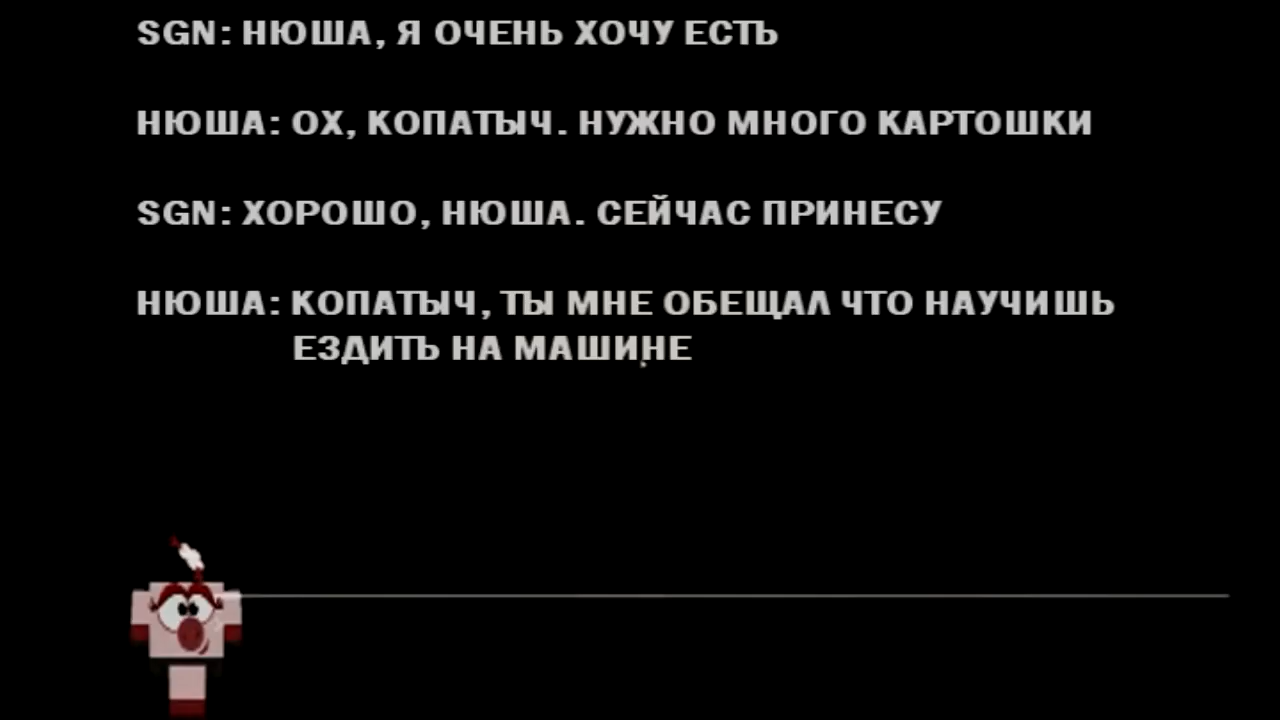 SGN: НЮША, Я ОЧЕНЬ ХОЧУ ЕСТЬ
НЮША: ОХ, КОПАТЫЧ. НУЖНО МНОГО КАРТОШКИ
SGN: ХОРОШО, НЮША. СЕЙЧАС ПРИНЕСУ
НЮША: КОПАТЫЧ, ТЫ МНЕ ОБЕЩАЛ ЧТО НАУЧИШЬ
ЕЗДИТЬ НА МАШИНЕ